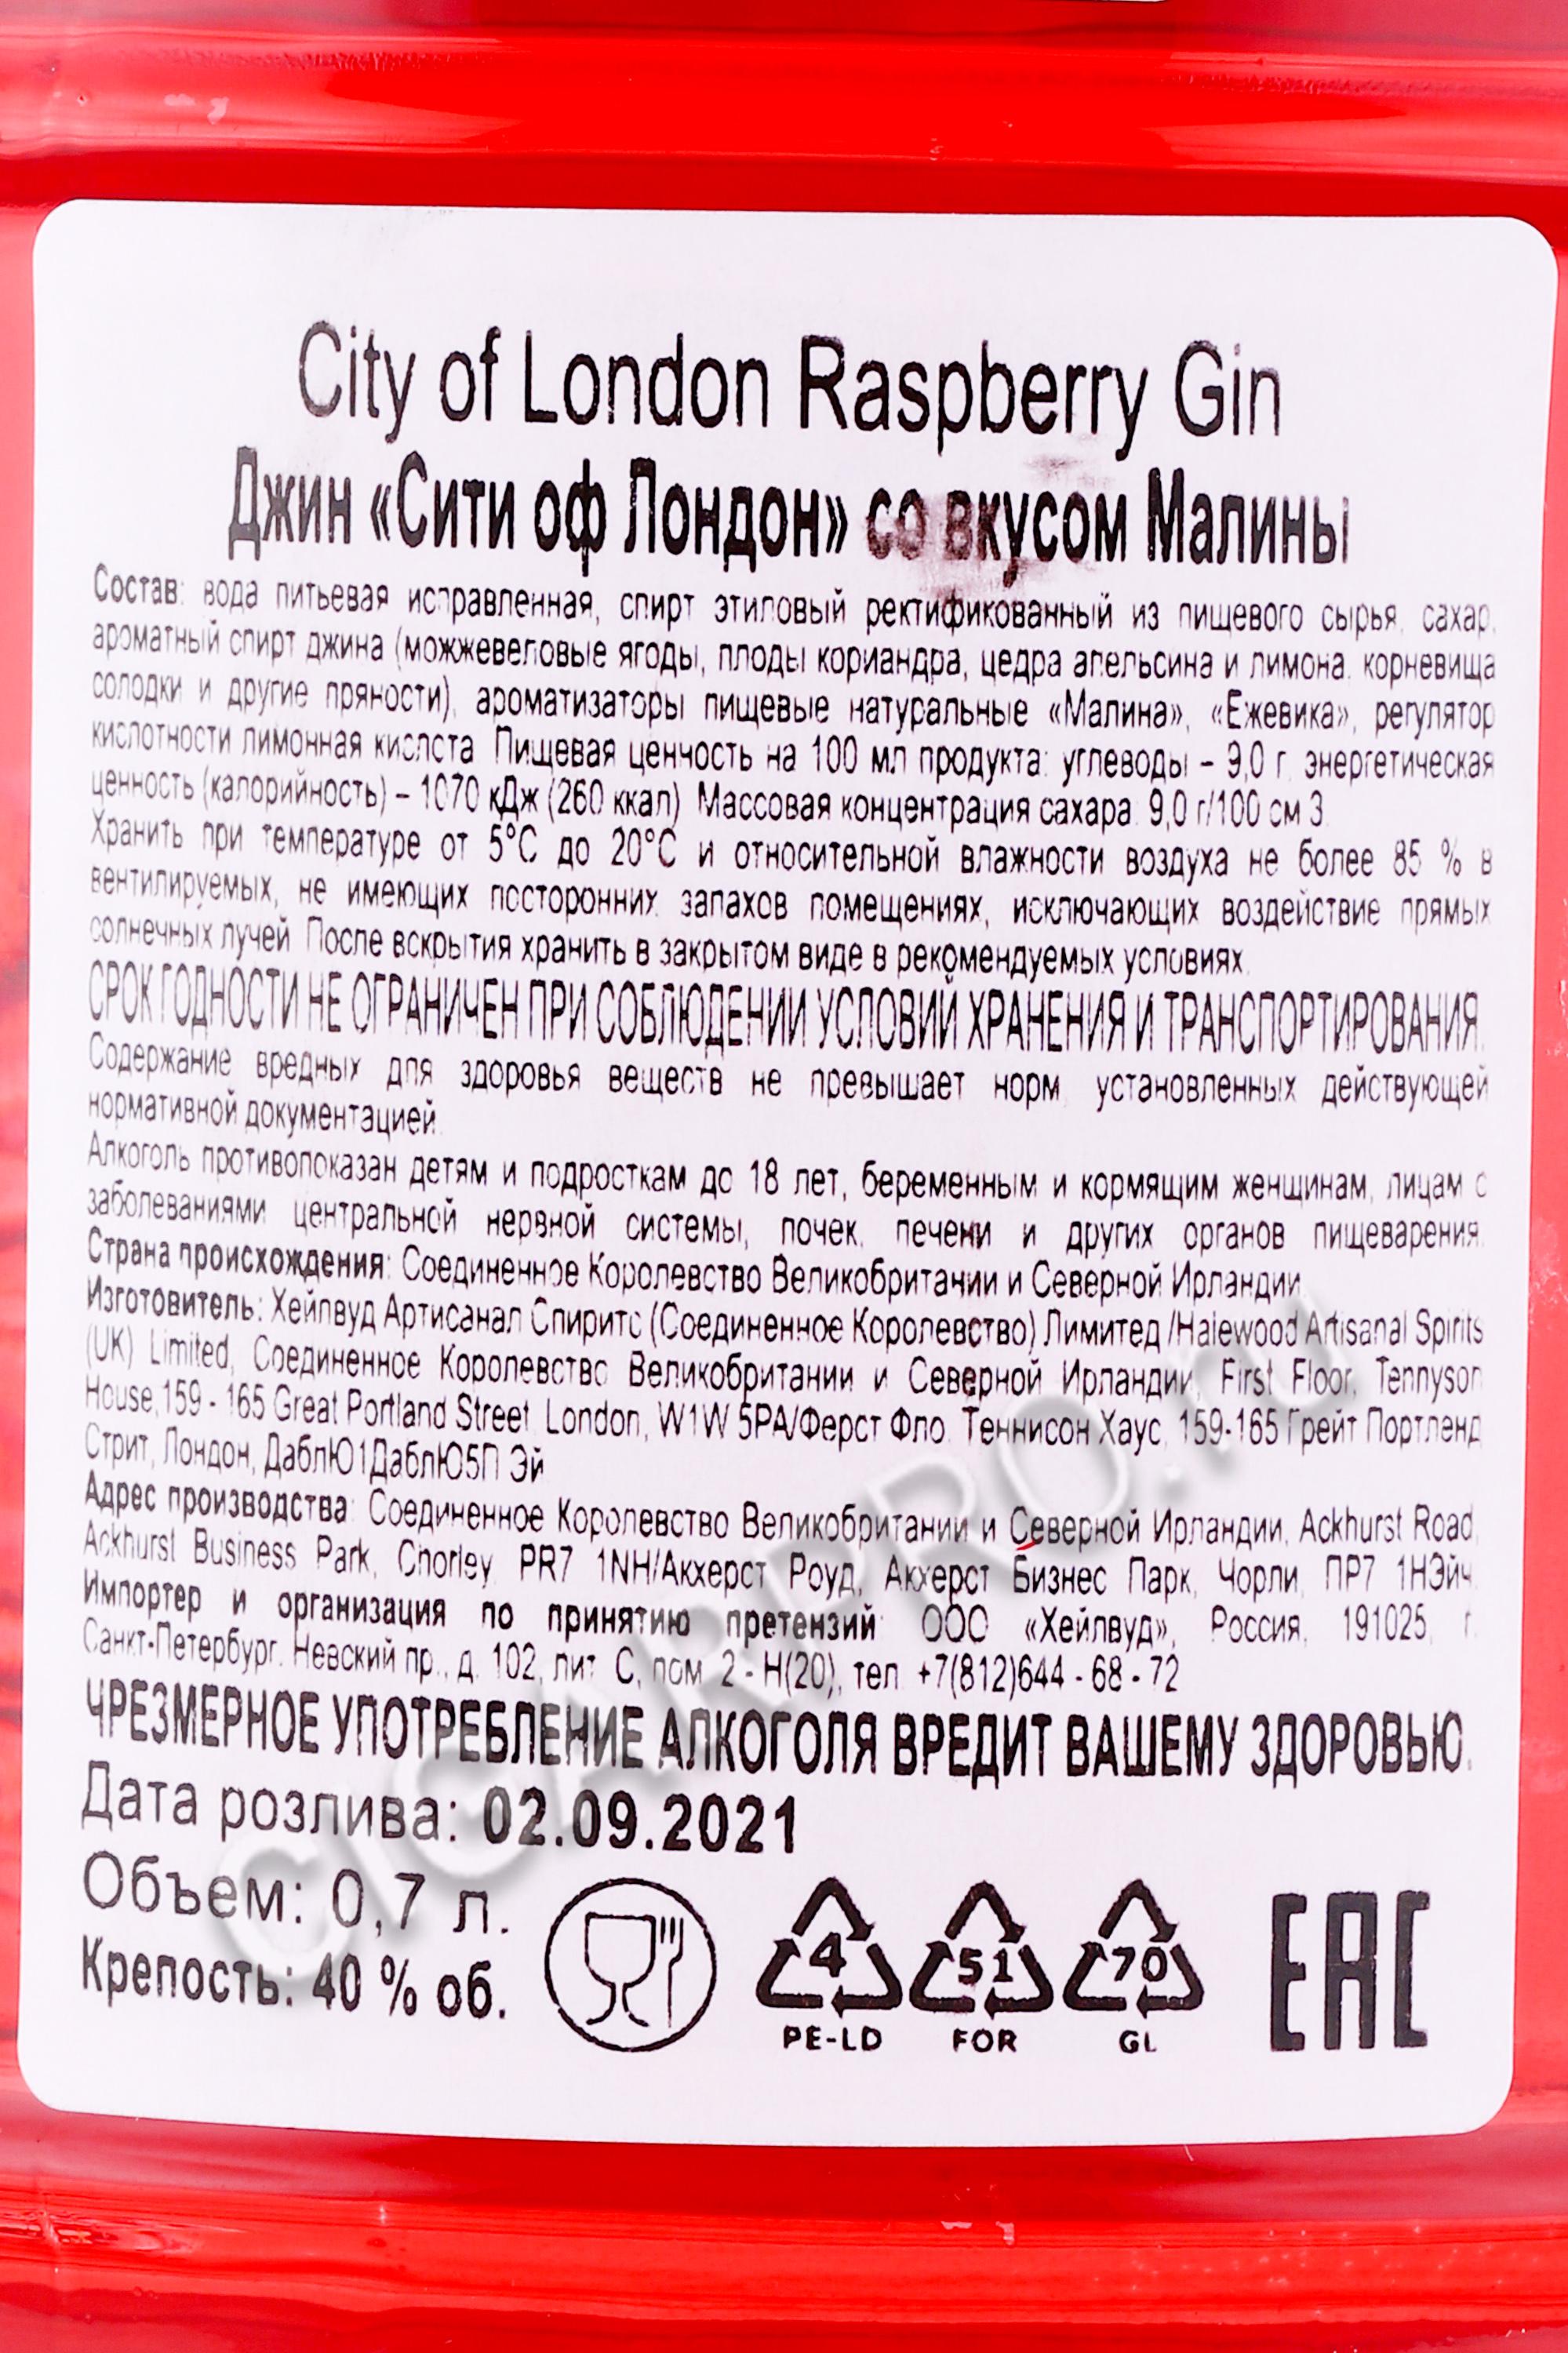 City of London Raspberry Gin
Джин «Сити оф Лондон» со вкусом Малины
Состав: вода питьевая исправленная, спирт этиловый ректификованный из пищевого сырья, сахар,
ароматный спирт джина (можжевеловые ягоды, плоды кориандра, цедра апельсина и лимона, корневища
солодки и другие пряности), ароматизаторы пищевые натуральные «Малина», «Ежевика», регулятор
кислотности лимонная кислота. Пищевая ценность на 100 мл продукта: углеводы – 9,0 г, энергетическая
ценность (калорийность) – 1070 кДж (260 ккал). Массовая концентрация сахара: 9,0 г/100 см 3.
Хранить при температуре от 5°С до 20°С и относительной влажности воздуха не более 85 % в
вентилируемых, не имеющих посторонних запахов помещениях, исключающих воздействие прямых
солнечных лучей. После вскрытия хранить в закрытом виде в рекомендуемых условиях.
СРОК ГОДНОСТИ НЕ ОГРАНИЧЕН ПРИ СОБЛЮДЕНИИ УСЛОВИЙ ХРАНЕНИЯ И ТРАНСПОРТИРОВАНИЯ.
Содержание вредных для здоровья веществ не превышает норм, установленных действующей
нормативной документацией.
Алкоголь противопоказан детям и подросткам до 18 лет, беременным и кормящим женщинам, лицам с
заболеваниями центральной нервной системы, почек, печени и других органов пищеварения.
Страна происхождения: Соединенное Королевство Великобритании и Северной Ирландии.
Изготовитель: Хейлвуд Артисанал Спиритс (Соединенное Королевство) Лимитед /Halewood Artisanal Spirits
(UK) Limited, Соединенное Королевство Великобритании и Северной Ирландии, First Floor, Tennyson
House,159 - 165 Great Portland Street, London, W1W 5PA/Ферст Фло, Теннисон Хаус, 159-165 Грейт Портленд
Стрит, Лондон, ДаблЮ1ДаблЮ5П Эй
Адрес производства: Соединенное Королевство Великобритании и Северной Ирландии, Ackhurst Road,
Ackhurst Business Park, Chorley, PR7 1NH/Акхерст Роуд, Акхерст Бизнес Парк, Чорли, ПР7 1НЭйч.
Импортер и организация по принятию претензий: ООО «Хейлвуд», Россия, 191025, г.
Санкт-Петербург, Невский пр., д. 102, лит. С, пом. 2 - Н(20), тел. +7(812)644 - 68 - 72
ЧРЕЗМЕРНОЕ УПОТРЕБЛЕНИЕ АЛКОГОЛЯ ВРЕДИТ ВАШЕМУ ЗДОРОВЬЮ.
Дата розлива: 02.09.2021
Объем: 0,7 л.
Крепость: 40 % об.
4 51 70
PE-LD FOR GL
EAC
CIGARPRO.ru